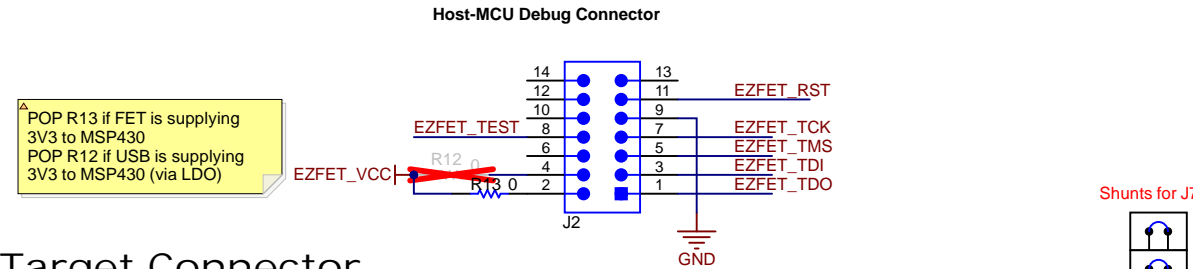 Host-MCU Debug Connector
POP R13 if FET is supplying
3V3 to MSP430
POP R12 if USB is supplying
3V3 to MSP430 (via LDO)
14 13
12 11 EZFET_RST
10 9
EZFET_TEST 8 7 EZFET_TCK
6 5 EZFET_TMS
R12 0
EZFET_VCC 4 3 EZFET_TDI
R13 0 2 1 EZFET_TDO
J2
GND
Shunts for J7
Target Connector